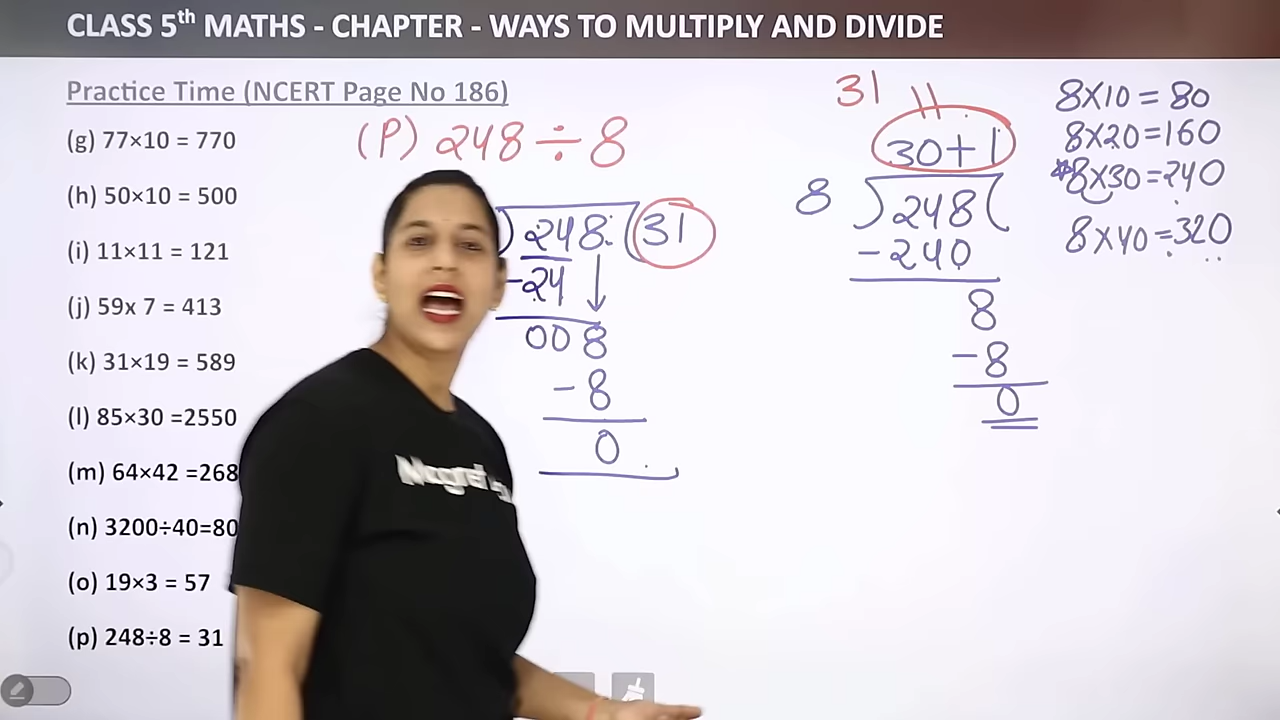 CLASS 5th MATHS - CHAPTER - WAYS TO MULTIPLY AND DIVIDE
Practice Time (NCERT Page No 186)
(g) 77×10 = 770
(h) 50×10 = 500
(i) 11×11 = 121
(j) 59x 7 = 413
(k) 31×19 = 589
(l) 85×30 =2550
(m) 64×42 =268
(n) 3200÷40=80
(o) 19×3 = 57
(p) 248÷8 = 31
(P) 248÷8
248 31
-24
008
-8
0
31
30+1
8 248
-240
8
-8
0
8X10=80
8X20=160
*8X30=240
8X40=320